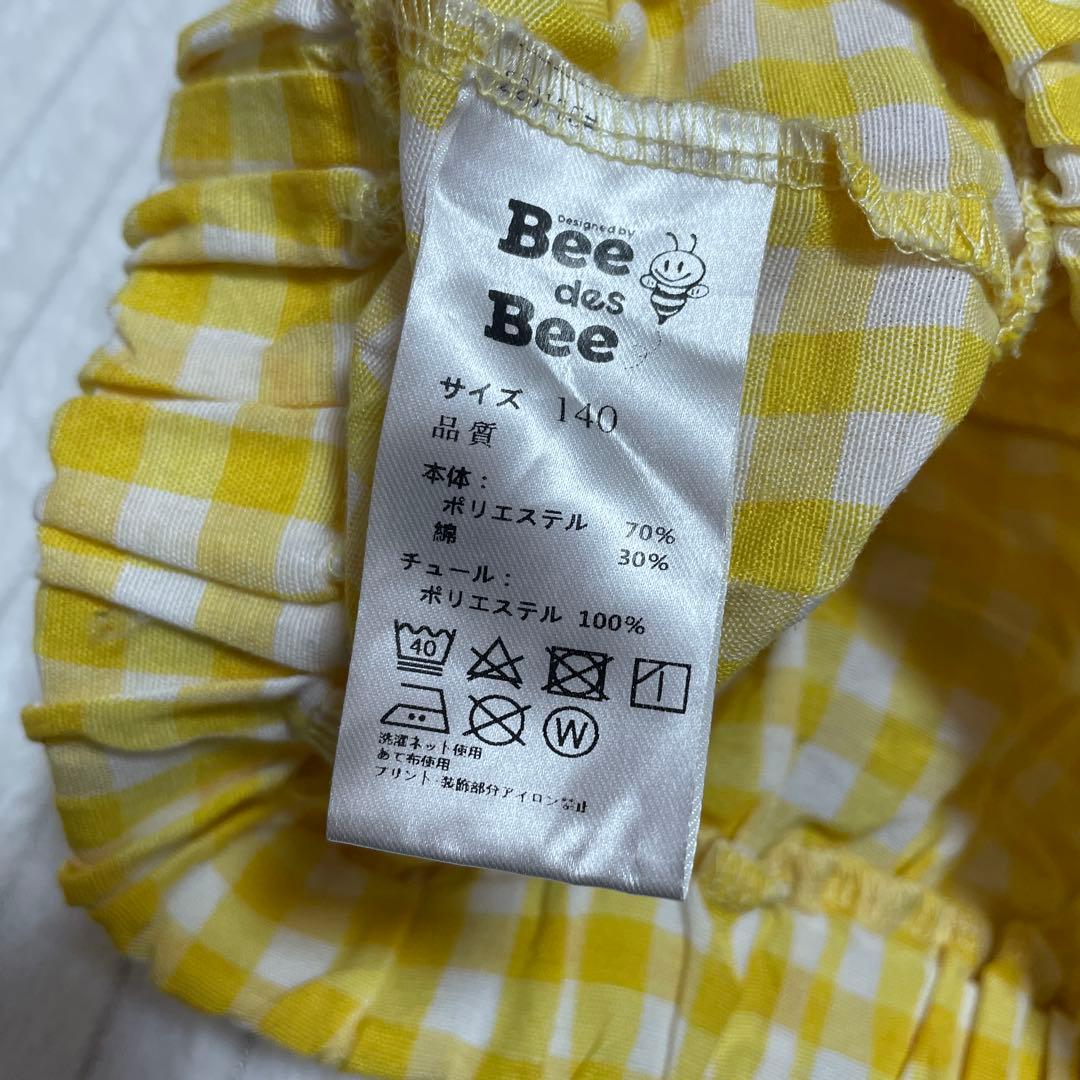 Designed by
Bee
des
Bee
サイズ 140
品質
本体:
ポリエステル 70%
綿 30%
チュール:
ポリエステル 100%
40
W
洗濯ネット使用
あて布使用
プリント·装飾部分アイロン禁止